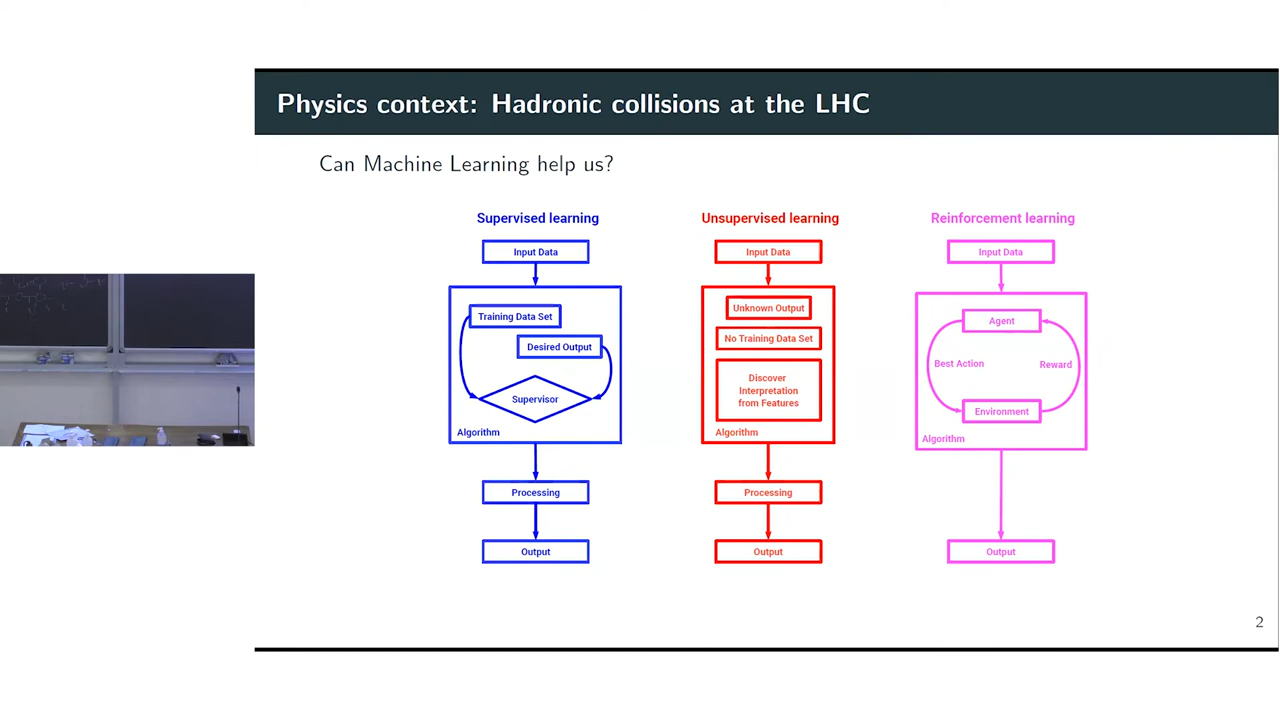 Physics context: Hadronic collisions at the LHC
Can Machine Learning help us?
Supervised learning
Input Data
Training Data Set
Desired Output
Supervisor
Algorithm
Processing
Output
Unsupervised learning
Input Data
Unknown Output
No Training Data Set
Discover
Interpretation
from Features
Algorithm
Processing
Output
Reinforcement learning
Input Data
Agent
Best Action
Reward
Environment
Algorithm
Output
2